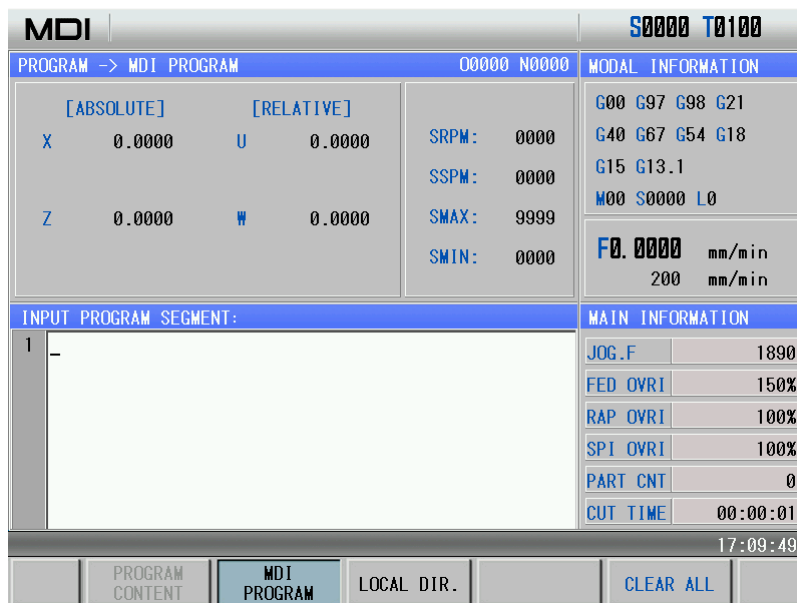 MDI S0000 T0100
PROGRAM -> MDI PROGRAM O0000 N0000 MODAL INFORMATION
[ABSOLUTE] [RELATIVE]
X 0.0000 U 0.0000
Z 0.0000 W 0.0000
SRPM: 0000
SSPM: 0000
SMAX: 9999
SMIN: 0000
G00 G97 G98 G21
G40 G67 G54 G18
G15 G13.1
M00 S0000 L0
F0.0000 mm/min
200 mm/min
INPUT PROGRAM SEGMENT:
1 _
MAIN INFORMATION
JOG.F 1890
FED OVRI 150%
RAP OVRI 100%
SPI OVRI 100%
PART CNT 0
CUT TIME 00:00:01
17:09:49
PROGRAM CONTENT
MDI PROGRAM
LOCAL DIR.
CLEAR ALL